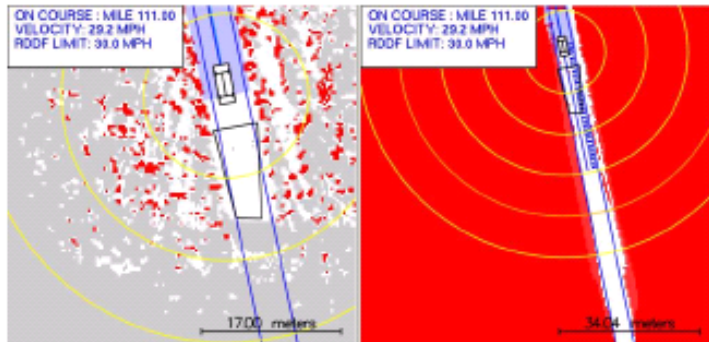 ON COURSE : MILE 111.00
VELOCITY: 29.2 MPH
RDDF LIMIT: 30.0 MPH
17.00 meters
ON COURSE : MILE 111.00
VELOCITY: 29.2 MPH
RDDF LIMIT: 30.0 MPH
34.04 meters